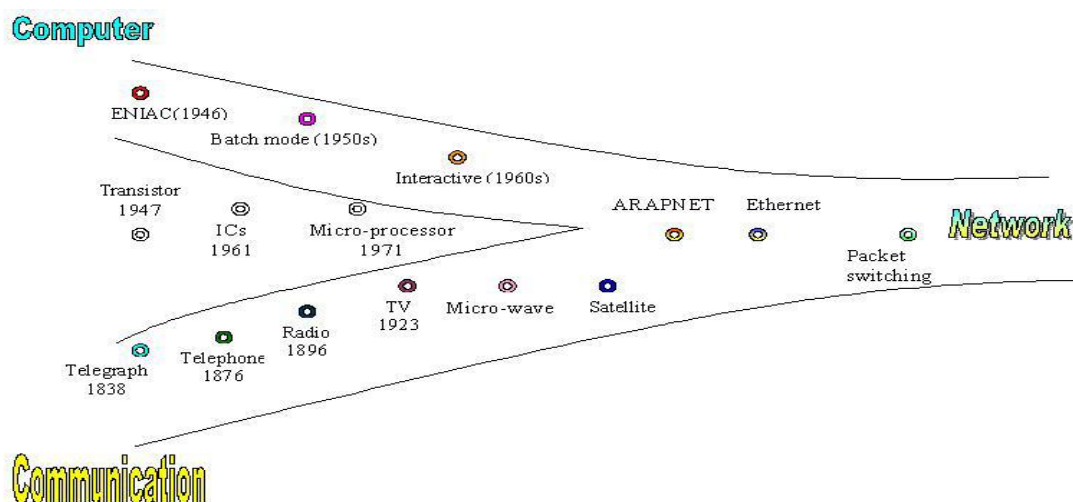 Computer
ENIAC(1946)
Batch mode (1950s)
Interactive (1960s)
Transistor
1947
ICs
1961
Micro-processor
1971
ARAPNET
Ethernet
Network
Packet
switching
TV
1923
Micro-wave
Satellite
Radio
1896
Telephone
1876
Telegraph
1838
Communication